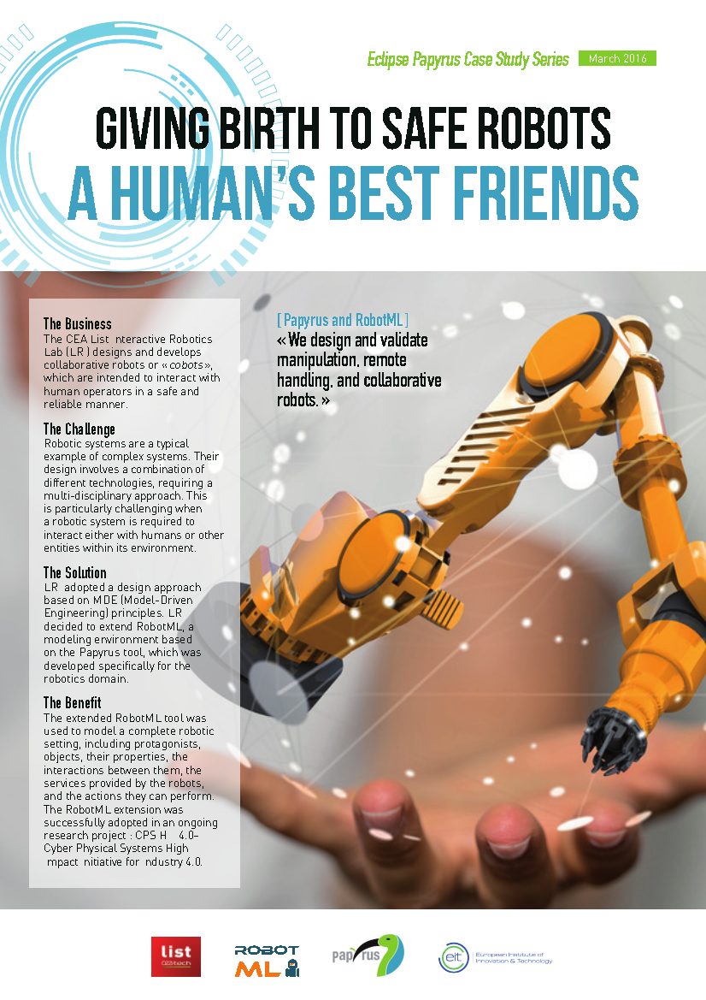 Eclipse Papyrus Case Study Series March 2016
GIVING BIRTH TO SAFE ROBOTS
A HUMAN'S BEST FRIENDS
The Business
The CEA List nteractive Robotics
Lab (LR ) designs and develops
collaborative robots or « cobots »,
which are intended to interact with
human operators in a safe and
reliable manner.
The Challenge
Robotic systems are a typical
example of complex systems. Their
design involves a combination of
different technologies, requiring a
multi-disciplinary approach. This
is particularly challenging when
a robotic system is required to
interact either with humans or other
entities within its environment.
The Solution
LR adopted a design approach
based on MDE (Model-Driven
Engineering) principles. LR
decided to extend RobotML, a
modeling environment based
on the Papyrus tool, which was
developed specifically for the
robotics domain.
The Benefit
The extended RobotML tool was
used to model a complete robotic
setting, including protagonists,
objects, their properties, the
interactions between them, the
services provided by the robots,
and the actions they can perform.
The RobotML extension was
successfully adopted in an ongoing
research project : CPS H 4.0–
Cyber Physical Systems High
mpact nitiative for ndustry 4.0.
[ Papyrus and RobotML ]
« We design and validate
manipulation, remote
handling, and collaborative
robots. »
list
ceatech
ROBOT
ML
papyrus
eit
European Institute of
Innovation & Technology